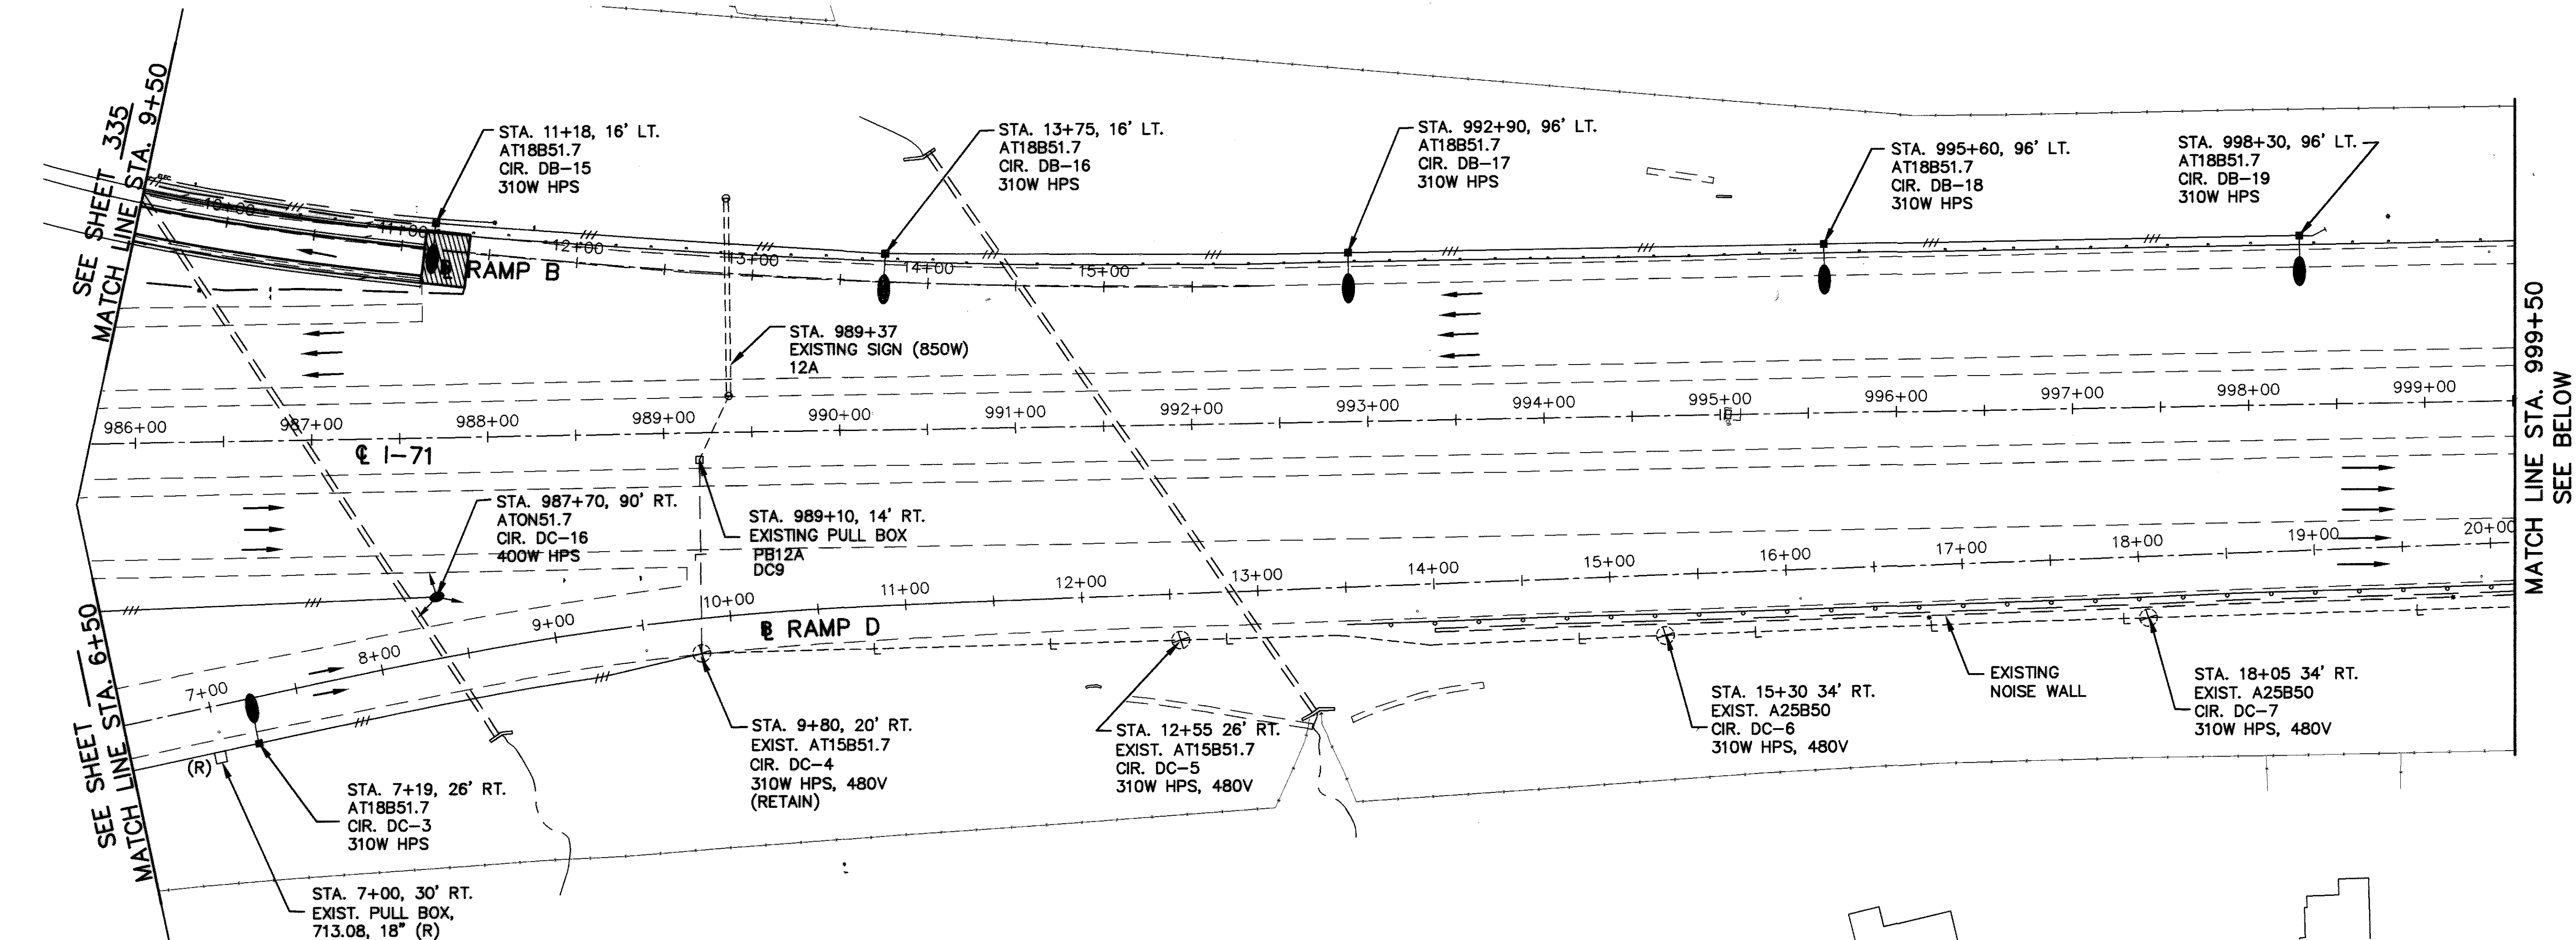 SEE SHEET 335
MATCH LINE STA. 9+50
STA. 11+18, 16' LT.
AT18B51.7
CIR. DB-15
310W HPS
STA. 13+75, 16' LT.
AT18B51.7
CIR. DB-16
310W HPS
STA. 992+90, 96' LT.
AT18B51.7
CIR. DB-17
310W HPS
STA. 995+60, 96' LT.
AT18B51.7
CIR. DB-18
310W HPS
STA. 998+30, 96' LT.
AT18B51.7
CIR. DB-19
310W HPS
10+00
11+00
12+00
13+00
14+00
15+00
RAMP B
STA. 989+37
EXISTING SIGN (850W)
12A
986+00
987+00
988+00
989+00
990+00
991+00
992+00
993+00
994+00
995+00
996+00
997+00
998+00
999+00
℄ I-71
MATCH LINE STA. 999+50
SEE BELOW
STA. 987+70, 90' RT.
ATON51.7
CIR. DC-16
400W HPS
STA. 989+10, 14' RT.
EXISTING PULL BOX
PB12A
DC9
7+00
8+00
9+00
10+00
11+00
12+00
13+00
14+00
15+00
16+00
17+00
18+00
19+00
20+00
RAMP D
SEE SHEET
MATCH LINE STA. 6+50
(R)
STA. 7+19, 26' RT.
AT18B51.7
CIR. DC-3
310W HPS
STA. 7+00, 30' RT.
EXIST. PULL BOX,
713.08, 18" (R)
STA. 9+80, 20' RT.
EXIST. AT15B51.7
CIR. DC-4
310W HPS, 480V
(RETAIN)
STA. 12+55 26' RT.
EXIST. AT15B51.7
CIR. DC-5
310W HPS, 480V
STA. 15+30 34' RT.
EXIST. A25B50
CIR. DC-6
310W HPS, 480V
EXISTING
NOISE WALL
STA. 18+05 34' RT.
EXIST. A25B50
CIR. DC-7
310W HPS, 480V